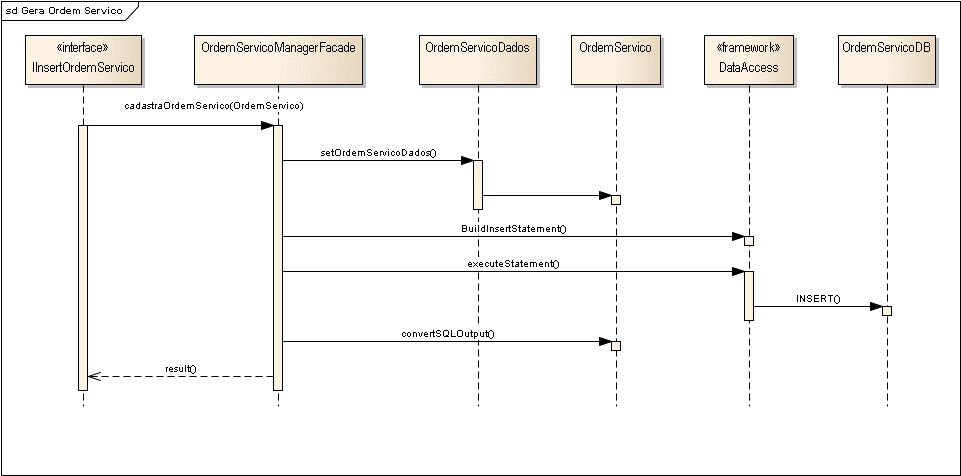 sd Gera Ordem Servico
«interface»
IInsertOrdemServico
OrdemServicoManagerFacade
OrdemServicoDados
OrdemServico
«framework»
DataAccess
OrdemServicoDB
cadastraOrdemServico(OrdemServico)
setOrdemServicoDados()
BuildInsertStatement()
executeStatement()
INSERT()
convertSQLOutput()
result()